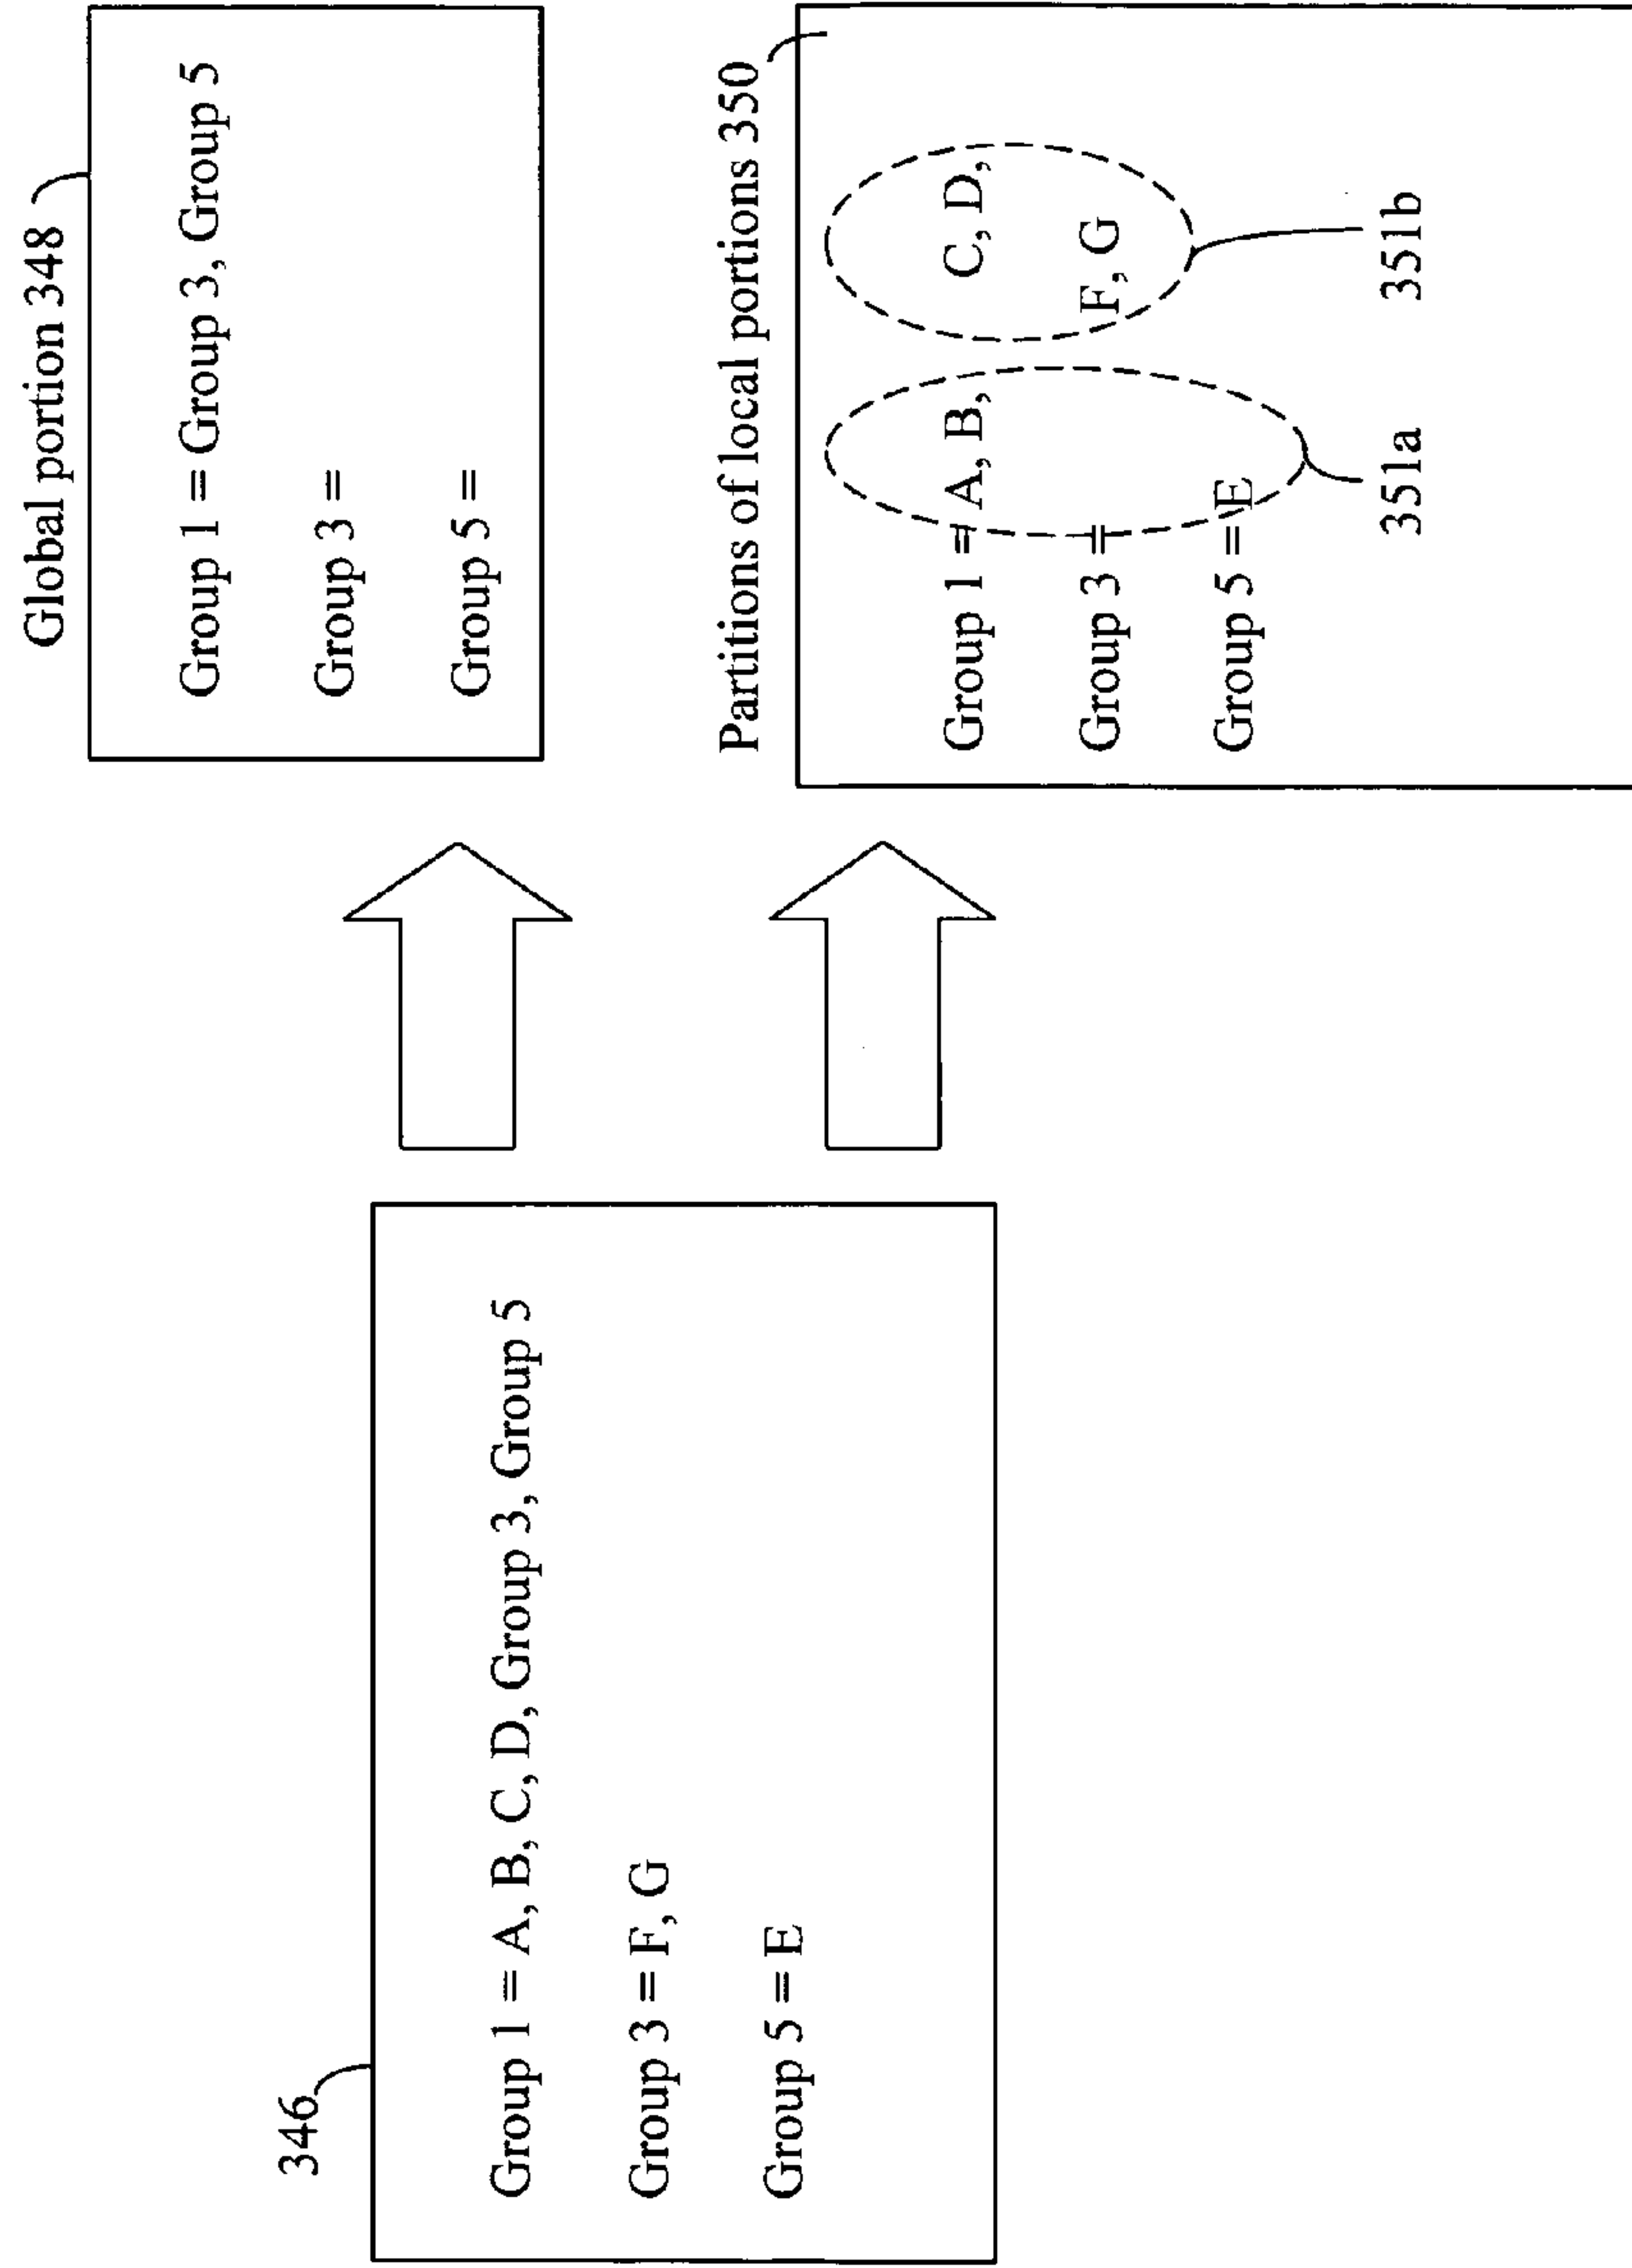 346
Group 1 = A, B, C, D, Group 3, Group 5
Group 3 = F, G
Group 5 = E
Global portion 348
Group 1 = Group 3, Group 5
Group 3 =
Group 5 =
Partitions of local portions 350
Group 1 = A, B, C, D,
Group 3 = F, G
Group 5 = E
351a 351b